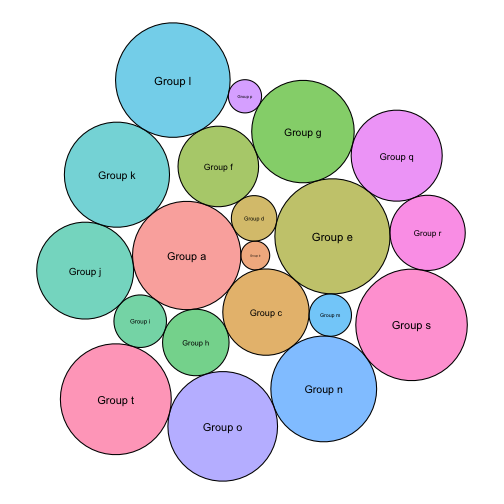 Group l
Group p
Group g
Group q
Group f
Group k
Group d
Group r
Group e
Group a
Group b
Group j
Group c
Group m
Group i
Group s
Group h
Group n
Group t
Group o